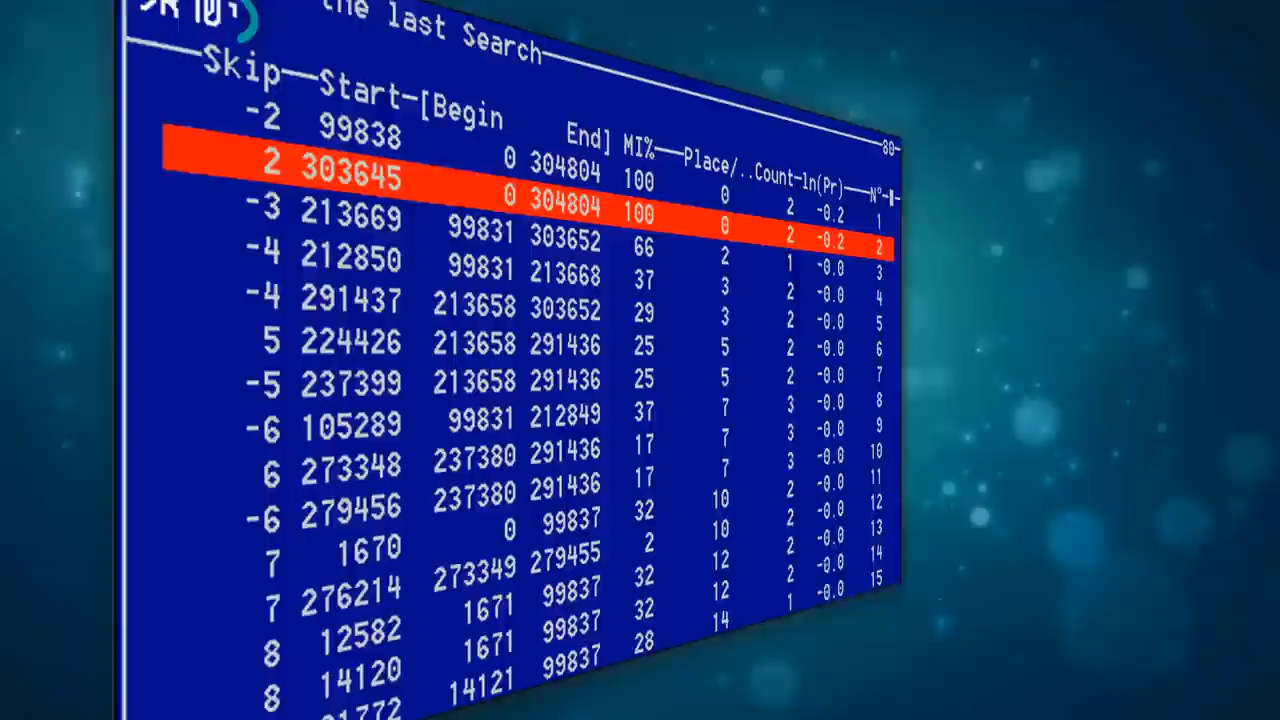 the last Search 80
Skip Start [Begin End] MI% Place/..Count ln(Pr) N°
-2 99838 0 304804 100 0 2 -0.2 1
2 303645 0 304804 100 0 2 -0.2 2
-3 213669 99831 303652 66 2 1 -0.0 3
-4 212850 99831 213668 37 3 2 -0.0 4
-4 291437 213658 303652 29 3 2 -0.0 5
5 224426 213658 291436 25 5 2 -0.0 6
-5 237399 213658 291436 25 5 2 -0.0 7
-6 105289 99831 212849 37 7 3 -0.0 8
6 273348 237380 291436 17 7 3 -0.0 9
-6 279456 237380 291436 17 7 3 -0.0 10
7 1670 0 99837 32 10 2 -0.0 11
7 276214 273349 279455 2 10 2 -0.0 12
8 12582 1671 99837 32 12 2 -0.0 13
8 14120 1671 99837 32 12 2 -0.0 14
14121 99837 28 14 1 -0.0 15